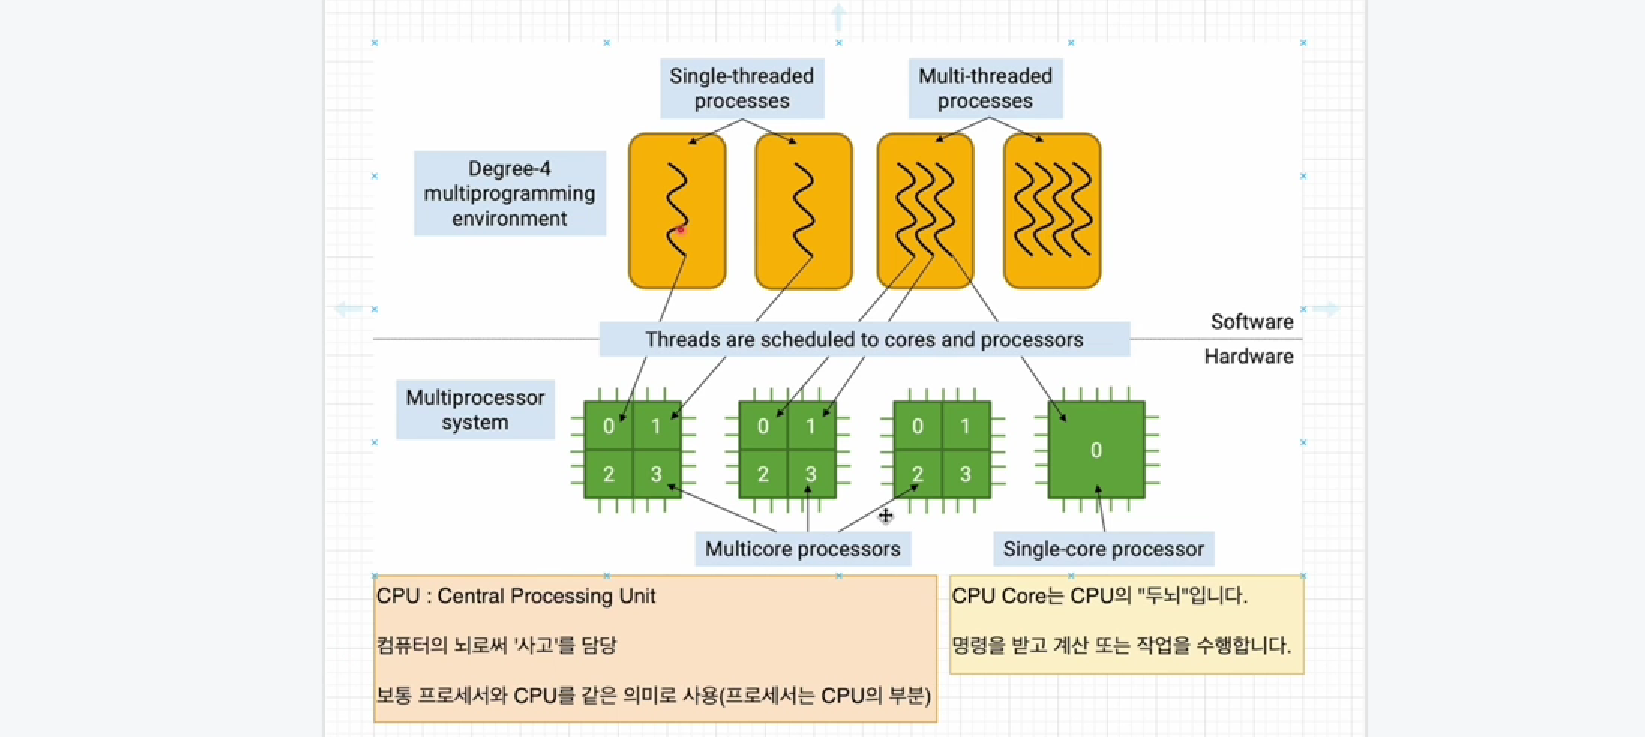 Single-threaded
processes
Multi-threaded
processes
Degree-4
multiprogramming
environment
Software
Threads are scheduled to cores and processors
Hardware
Multiprocessor
system
0 1
2 3
0 1
2 3
0 1
2 3
0
Multicore processors
Single-core processor
CPU : Central Processing Unit
컴퓨터의 뇌로써 '사고'를 담당
보통 프로세서와 CPU를 같은 의미로 사용(프로세서는 CPU의 부분)
CPU Core는 CPU의 "두뇌"입니다.
명령을 받고 계산 또는 작업을 수행합니다.